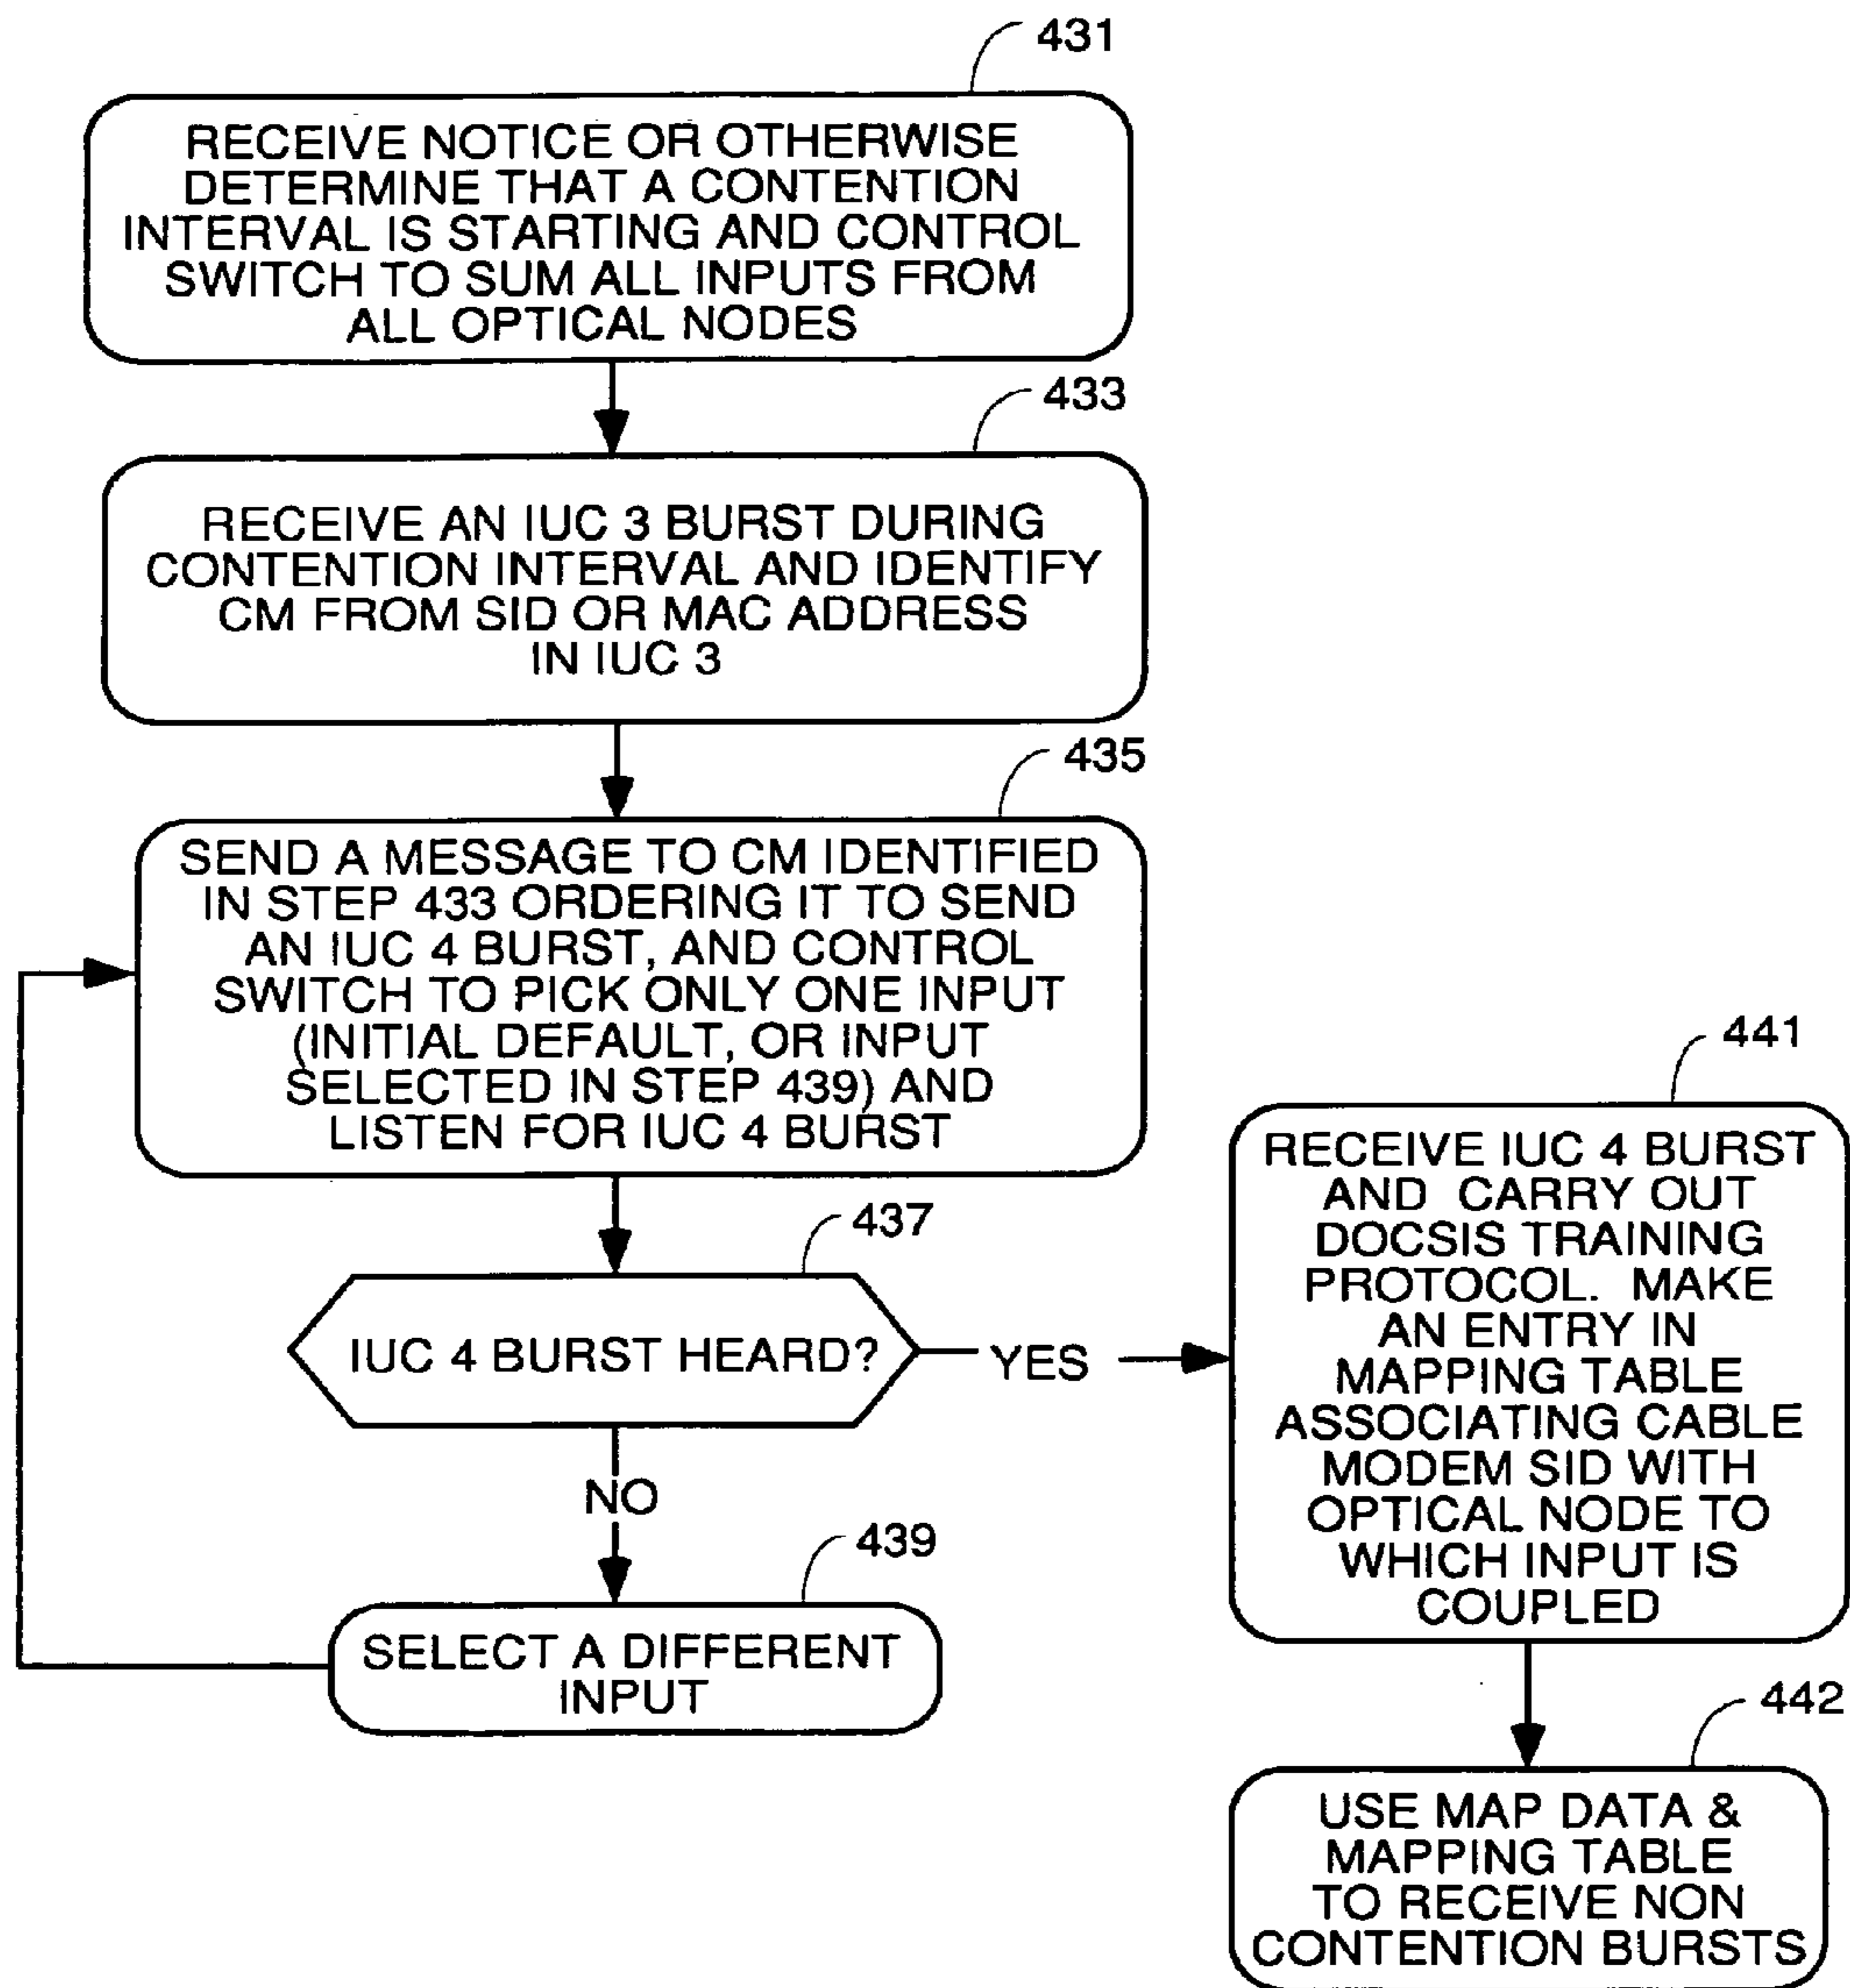 431
RECEIVE NOTICE OR OTHERWISE
DETERMINE THAT A CONTENTION
INTERVAL IS STARTING AND CONTROL
SWITCH TO SUM ALL INPUTS FROM
ALL OPTICAL NODES
433
RECEIVE AN IUC 3 BURST DURING
CONTENTION INTERVAL AND IDENTIFY
CM FROM SID OR MAC ADDRESS
IN IUC 3
435
SEND A MESSAGE TO CM IDENTIFIED
IN STEP 433 ORDERING IT TO SEND
AN IUC 4 BURST, AND CONTROL
SWITCH TO PICK ONLY ONE INPUT
(INITIAL DEFAULT, OR INPUT
SELECTED IN STEP 439) AND
LISTEN FOR IUC 4 BURST
437
IUC 4 BURST HEARD?
YES
NO
439
SELECT A DIFFERENT
INPUT
441
RECEIVE IUC 4 BURST
AND CARRY OUT
DOCSIS TRAINING
PROTOCOL. MAKE
AN ENTRY IN
MAPPING TABLE
ASSOCIATING CABLE
MODEM SID WITH
OPTICAL NODE TO
WHICH INPUT IS
COUPLED
442
USE MAP DATA &
MAPPING TABLE
TO RECEIVE NON
CONTENTION BURSTS